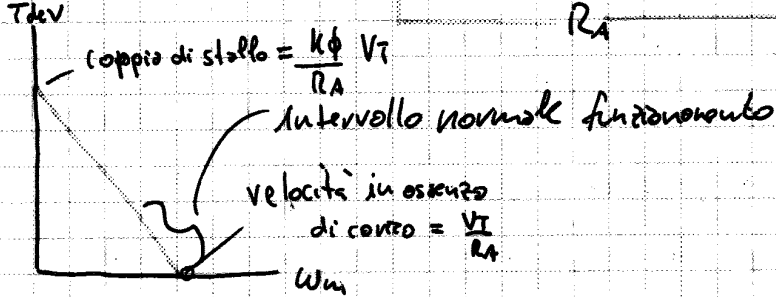 Tdev
RA
coppia di stallo = Kϕ/RA VT
intervallo normale funzionamento
velocità in assenza
di carico = VT/RA
ωm